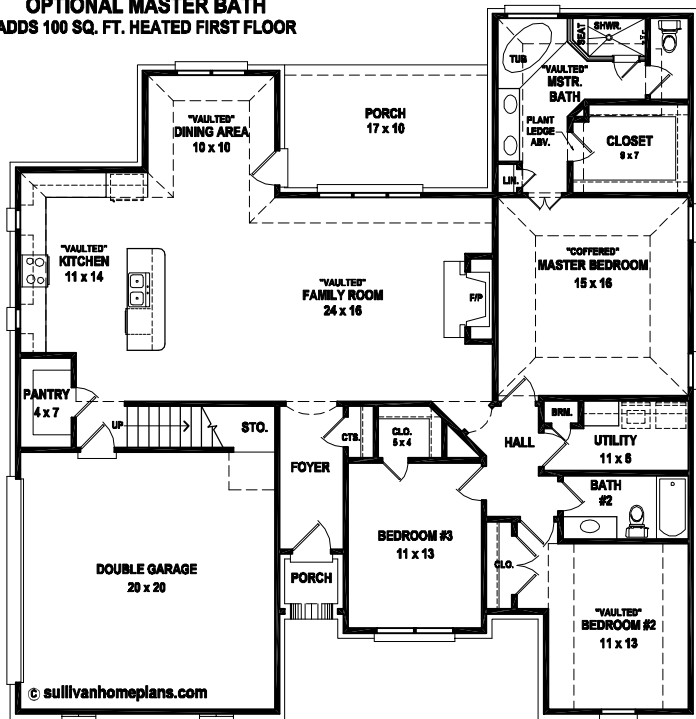 OPTIONAL MASTER BATH
ADDS 100 SQ. FT. HEATED FIRST FLOOR
SEAT
SHWR.
TUB
"VAULTED"
MSTR.
BATH
PLANT
LEDGE
ABV.
CLOSET
9 x 7
LIN.
PORCH
17 x 10
"VAULTED"
DINING AREA
10 x 10
"VAULTED"
KITCHEN
11 x 14
"VAULTED"
FAMILY ROOM
24 x 16
F/P
"COFFERED"
MASTER BEDROOM
15 x 16
PANTRY
4 x 7
UP
STO.
FOYER
CTS.
CLO.
5 x 4
HALL
BRM.
UTILITY
11 x 6
BATH
#2
BEDROOM #3
11 x 13
CLO.
PORCH
DOUBLE GARAGE
20 x 20
"VAULTED"
BEDROOM #2
11 x 13
© sullivanhomeplans.com